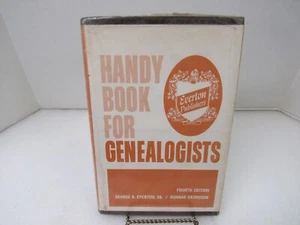 HANDY
BOOK
FOR
GENEALOGISTS
Everton
Publishers
FOURTH EDITION
GEORGE B. EVERTON, SR. / GUNNAR RASMUSON